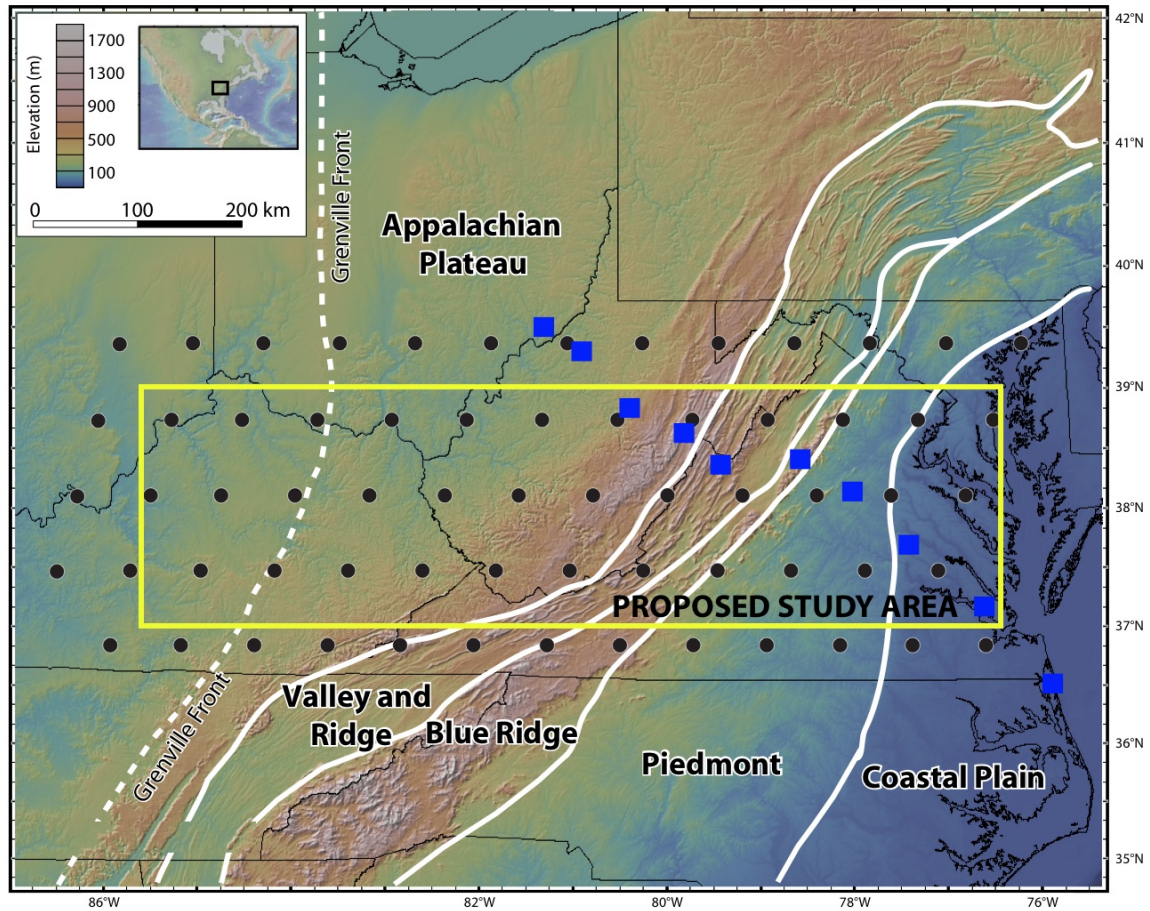 Elevation (m)
1700
1300
900
500
100
0
100
200 km
42°N
41°N
40°N
39°N
38°N
37°N
36°N
35°N
Grenville Front
Appalachian
Plateau
PROPOSED STUDY AREA
Valley and
Ridge
Blue Ridge
Grenville Front
Piedmont
Coastal Plain
86°W
82°W
80°W
78°W
76°W